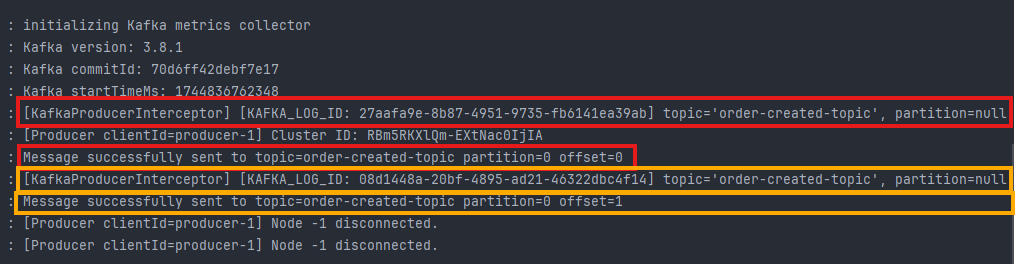 : initializing Kafka metrics collector
: Kafka version: 3.8.1
: Kafka commitId: 70d6ff42debf7e17
: Kafka startTimeMs: 1744836762348
: [KafkaProducerInterceptor] [KAFKA_LOG_ID: 27aafa9e-8b87-4951-9735-fb6141ea39ab] topic='order-created-topic', partition=null
: [Producer clientId=producer-1] Cluster ID: RBm5RKXlQm-EXtNac0IjIA
: Message successfully sent to topic=order-created-topic partition=0 offset=0
: [KafkaProducerInterceptor] [KAFKA_LOG_ID: 08d1448a-20bf-4895-ad21-46322dbc4f14] topic='order-created-topic', partition=null
: Message successfully sent to topic=order-created-topic partition=0 offset=1
: [Producer clientId=producer-1] Node -1 disconnected.
: [Producer clientId=producer-1] Node -1 disconnected.